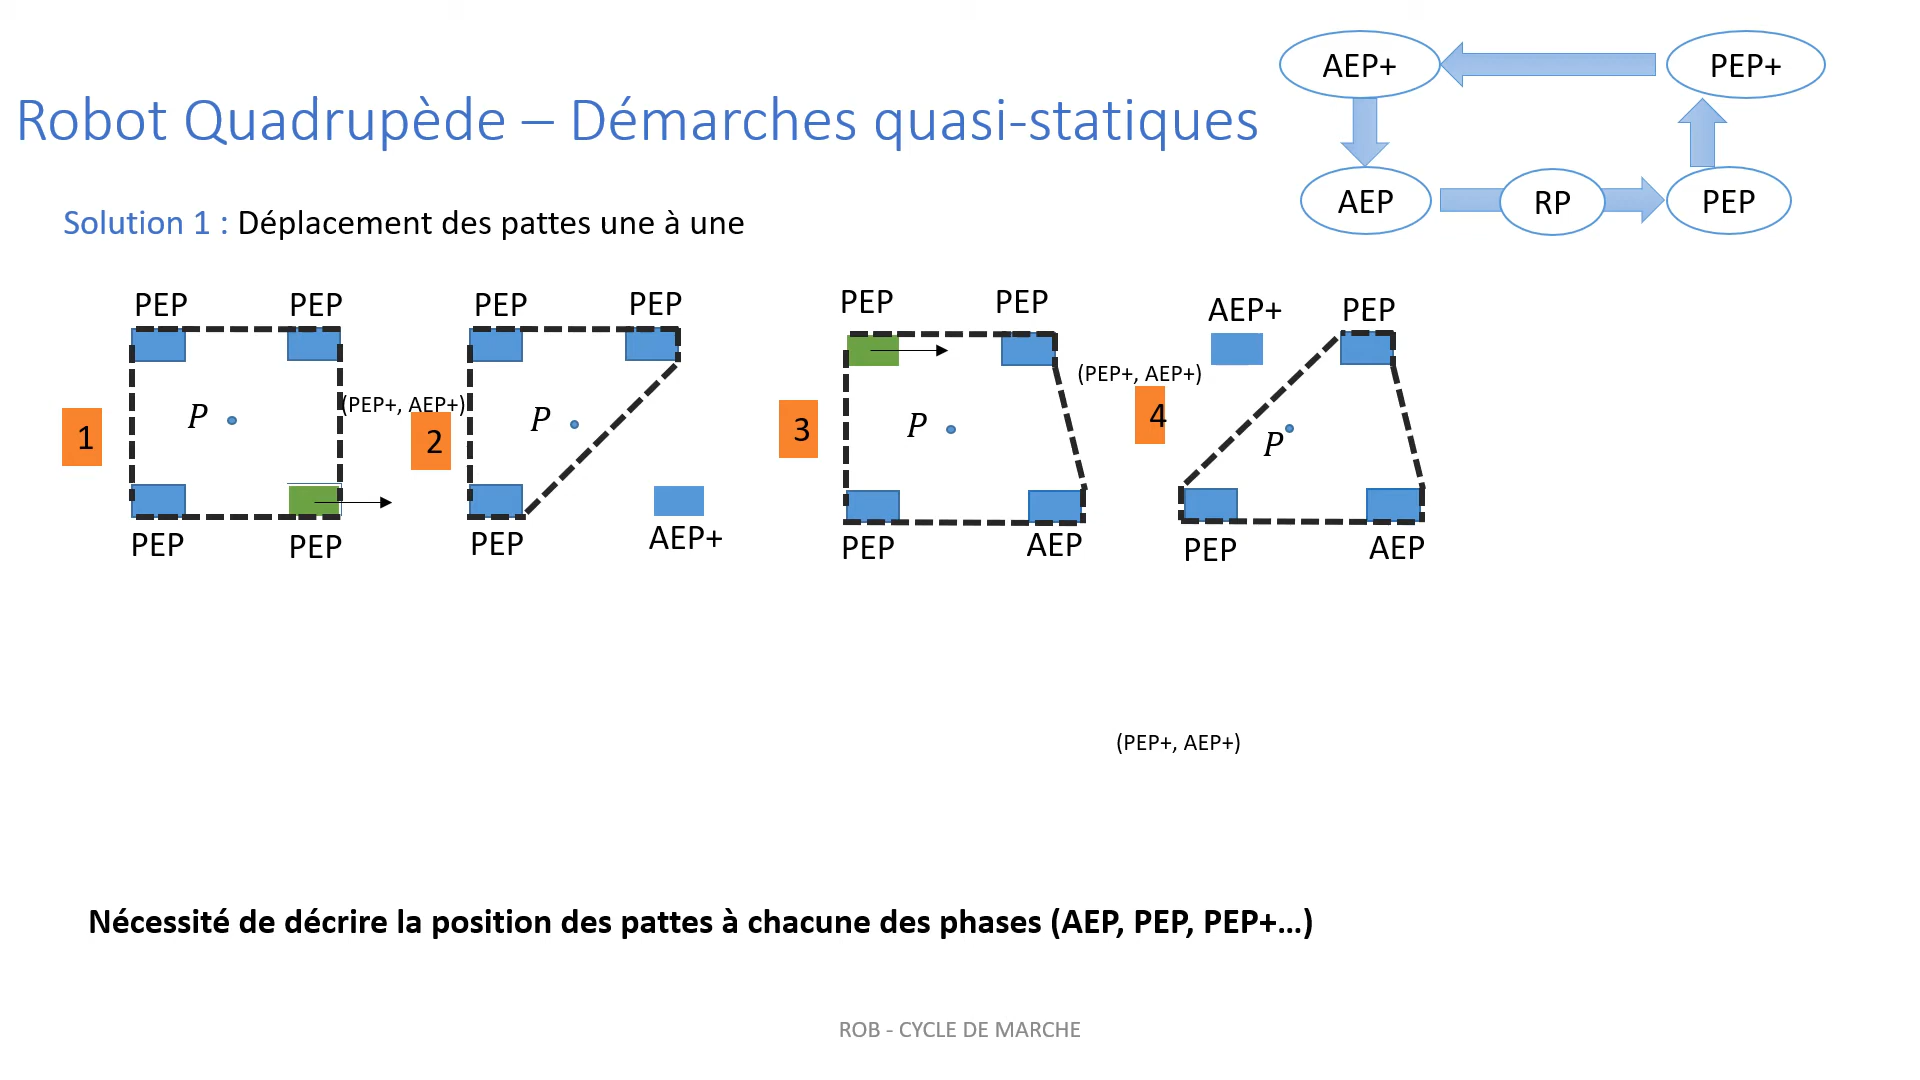 AEP+
PEP+
Robot Quadrupède – Démarches quasi-statiques
AEP
RP
PEP
Solution 1 : Déplacement des pattes une à une
PEP
PEP
PEP
PEP
PEP
PEP
AEP+
PEP
(PEP+, AEP+)
(PEP+, AEP+)
1
P
2
P
3
P
4
P
PEP
PEP
PEP
AEP+
PEP
AEP
PEP
AEP
(PEP+, AEP+)
Nécessité de décrire la position des pattes à chacune des phases (AEP, PEP, PEP+…)
ROB - CYCLE DE MARCHE